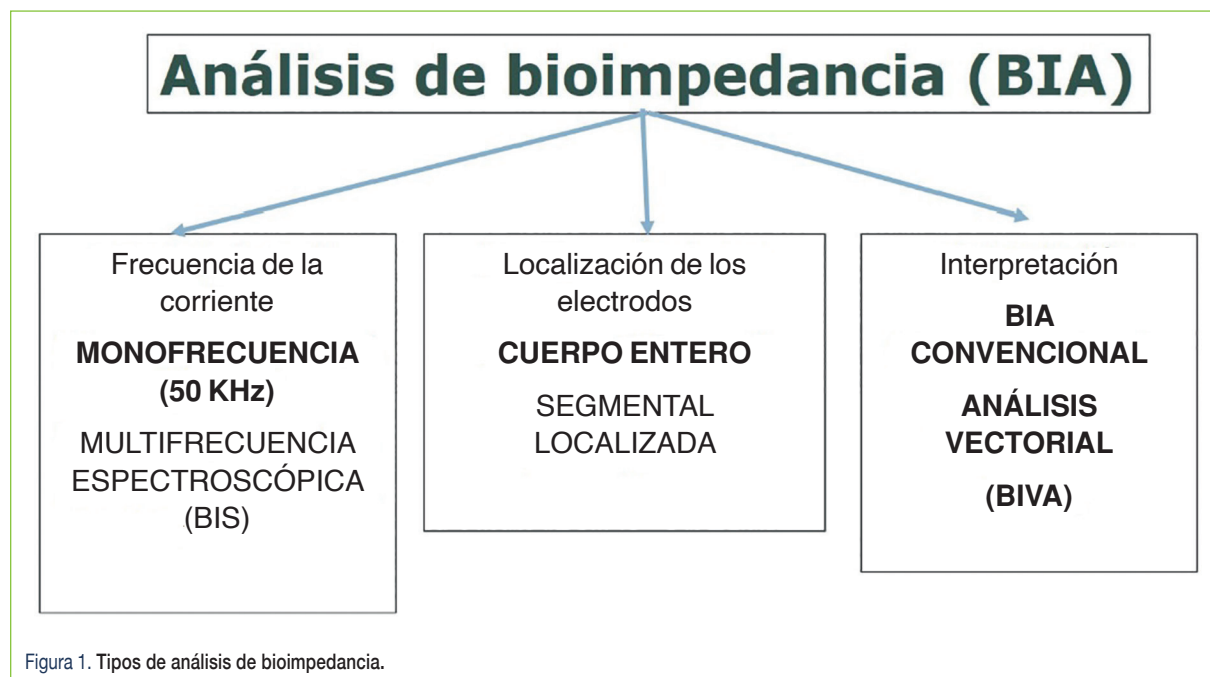 Análisis de bioimpedancia (BIA)
Frecuencia de la
corriente
MONOFRECUENCIA
(50 KHz)
MULTIFRECUENCIA
ESPECTROSCÓPICA
(BIS)
Localización de los
electrodos
CUERPO ENTERO
SEGMENTAL
LOCALIZADA
Interpretación
BIA
CONVENCIONAL
ANÁLISIS
VECTORIAL
(BIVA)
Figura 1. Tipos de análisis de bioimpedancia.